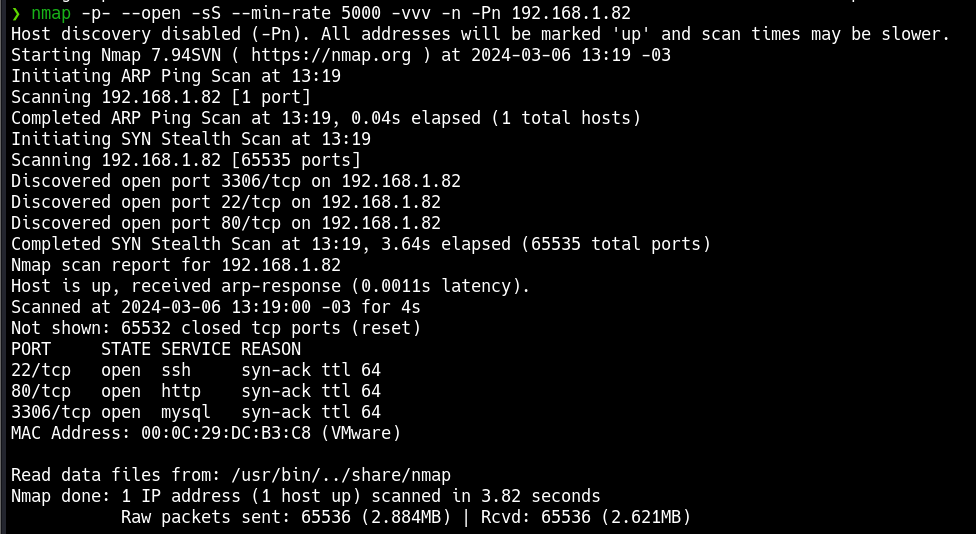 ❯ nmap -p- --open -sS --min-rate 5000 -vvv -n -Pn 192.168.1.82
Host discovery disabled (-Pn). All addresses will be marked 'up' and scan times may be slower.
Starting Nmap 7.94SVN ( https://nmap.org ) at 2024-03-06 13:19 -03
Initiating ARP Ping Scan at 13:19
Scanning 192.168.1.82 [1 port]
Completed ARP Ping Scan at 13:19, 0.04s elapsed (1 total hosts)
Initiating SYN Stealth Scan at 13:19
Scanning 192.168.1.82 [65535 ports]
Discovered open port 3306/tcp on 192.168.1.82
Discovered open port 22/tcp on 192.168.1.82
Discovered open port 80/tcp on 192.168.1.82
Completed SYN Stealth Scan at 13:19, 3.64s elapsed (65535 total ports)
Nmap scan report for 192.168.1.82
Host is up, received arp-response (0.0011s latency).
Scanned at 2024-03-06 13:19:00 -03 for 4s
Not shown: 65532 closed tcp ports (reset)
PORT     STATE SERVICE REASON
22/tcp   open  ssh     syn-ack ttl 64
80/tcp   open  http    syn-ack ttl 64
3306/tcp open  mysql   syn-ack ttl 64
MAC Address: 00:0C:29:DC:B3:C8 (VMware)

Read data files from: /usr/bin/../share/nmap
Nmap done: 1 IP address (1 host up) scanned in 3.82 seconds
           Raw packets sent: 65536 (2.884MB) | Rcvd: 65536 (2.621MB)